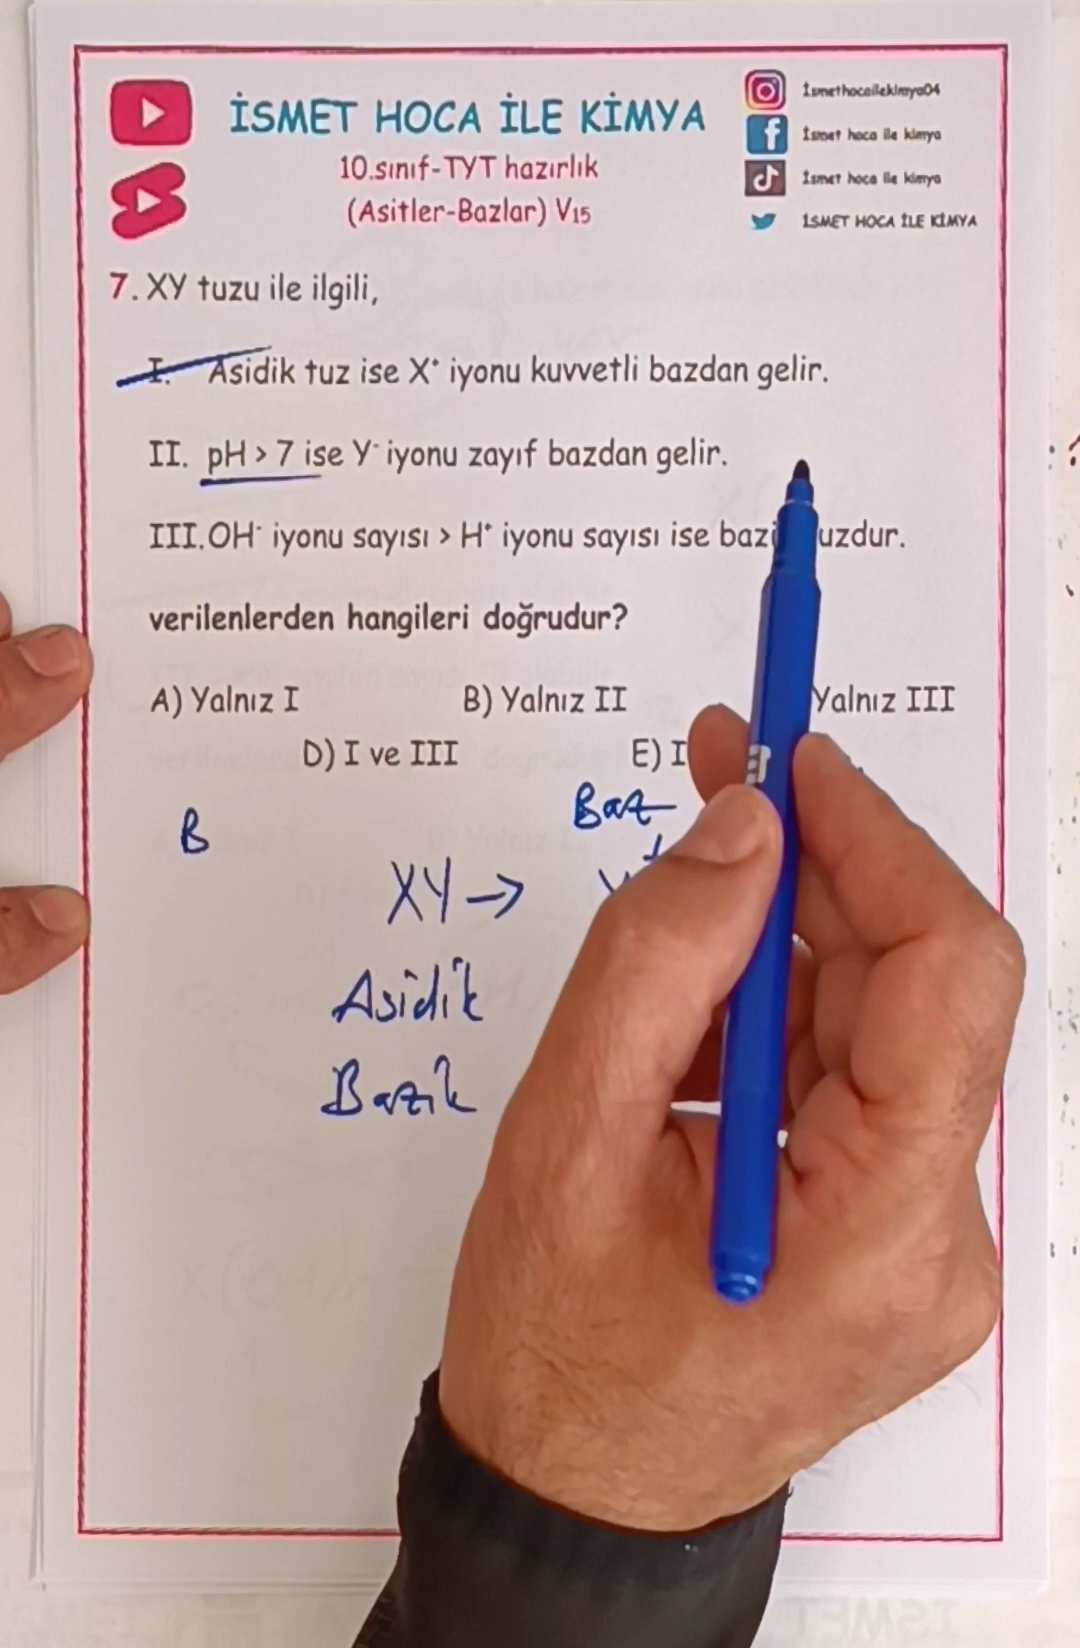 İSMET HOCA İLE KİMYA
10.sınıf-TYT hazırlık
(Asitler-Bazlar) V15
İsmethocailekimya04
İsmet hoca ile kimya
İsmet hoca ile kimya
İSMET HOCA İLE KİMYA
7. XY tuzu ile ilgili,
I. Asidik tuz ise X⁺ iyonu kuvvetli bazdan gelir.
II. pH > 7 ise Y⁻ iyonu zayıf bazdan gelir.
III. OH⁻ iyonu sayısı > H⁺ iyonu sayısı ise uzdur.
verilenlerden hangileri doğrudur?
A) Yalnız I B) Yalnız II Yalnız III
D) I ve III E) I
B
Baz
XY →
Asidik
Bazik